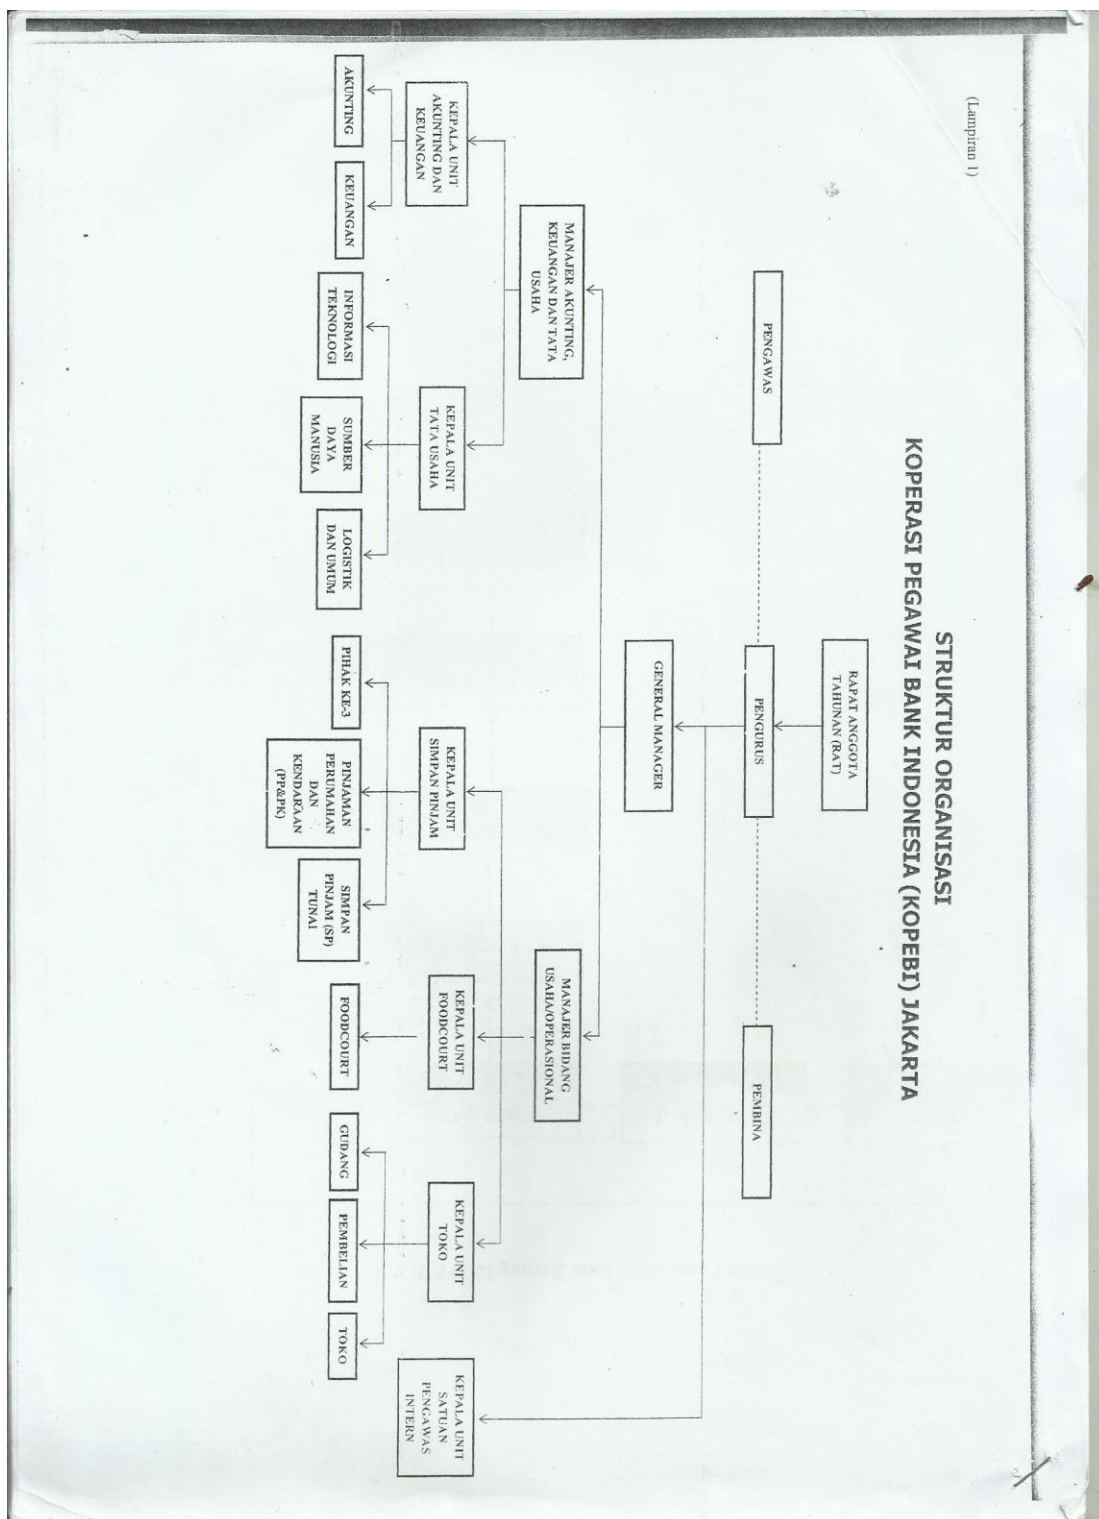 (Lampiran 1)
STRUKTUR ORGANISASI
KOPERASI PEGAWAI BANK INDONESIA (KOPEBI) JAKARTA
RAPAT ANGGOTA
TAHUNAN (RAT)
PENGAWAS
PENGURUS
PEMBINA
GENERAL MANAGER
MANAJER AKUNTING,
KEUANGAN DAN TATA
USAHA
MANAJER BIDANG
USAHA/OPERASIONAL
KEPALA UNIT
AKUNTING DAN
KEUANGAN
KEPALA UNIT
TATA USAHA
KEPALA UNIT
SIMPAN PINJAM
KEPALA UNIT
FOODCOURT
KEPALA UNIT
TOKO
KEPALA UNIT
SATUAN
PENGAWAS
INTERN
AKUNTING
KEUANGAN
INFORMASI
TEKNOLOGI
SUMBER
DAYA
MANUSIA
LOGISTIK
DAN UMUM
PIHAK KE-3
PINJAMAN
PERUMAHAN
DAN
KENDARAAN
(PP&PK)
SIMPAN
PINJAM (SP)
TUNAI
FOODCOURT
GUDANG
PEMBELIAN
TOKO